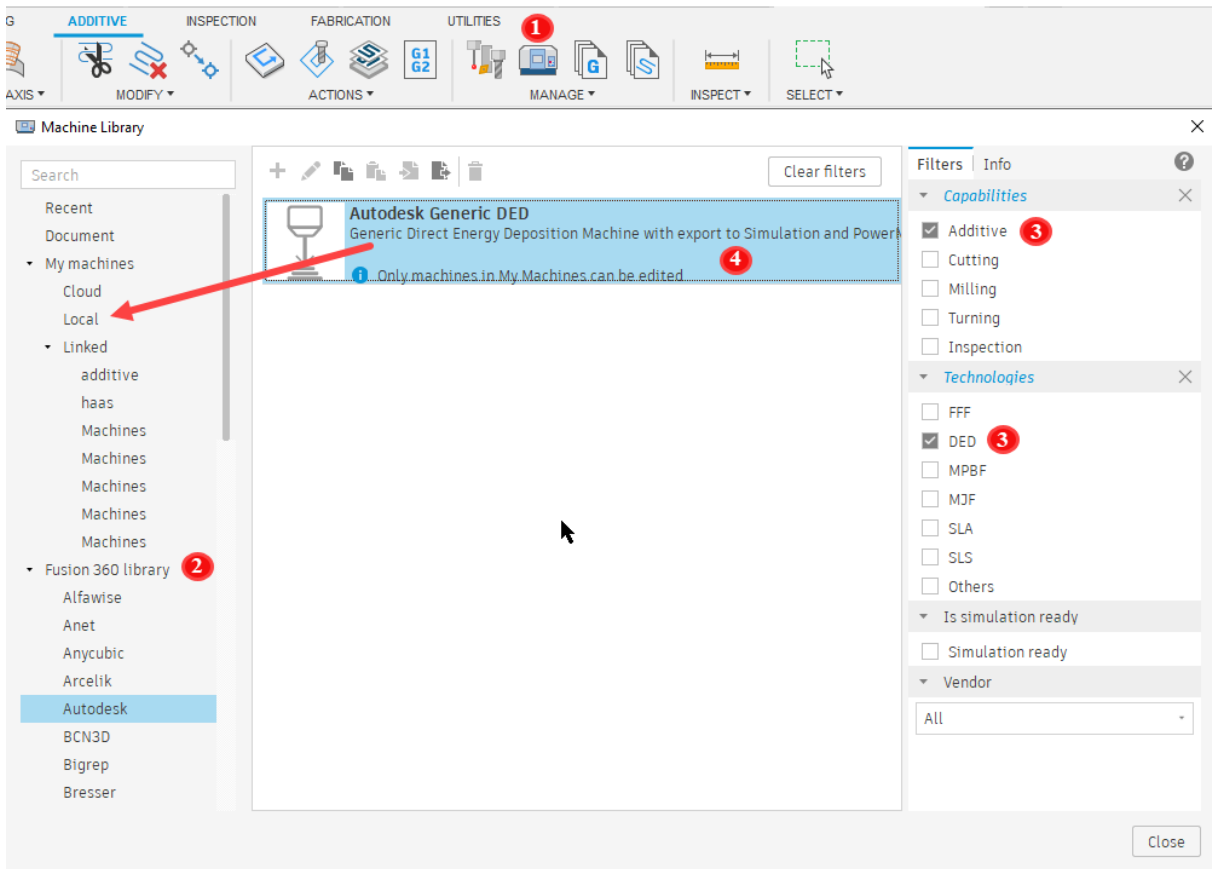 G ADDITIVE INSPECTION FABRICATION UTILITIES
1
G1
G2
G
AXIS MODIFY ACTIONS MANAGE INSPECT SELECT
Machine Library
Search
Recent
Document
My machines
Cloud
Local
Linked
additive
haas
Machines
Machines
Machines
Machines
Machines
Fusion 360 library 2
Alfawise
Anet
Anycubic
Arcelik
Autodesk
BCN3D
Bigrep
Bresser
Clear filters
Autodesk Generic DED
Generic Direct Energy Deposition Machine with export to Simulation and PowerM
Only machines in My Machines can be edited 4
Filters Info
Capabilities
Additive 3
Cutting
Milling
Turning
Inspection
Technologies
FFF
DED 3
MPBF
MJF
SLA
SLS
Others
Is simulation ready
Simulation ready
Vendor
All
Close